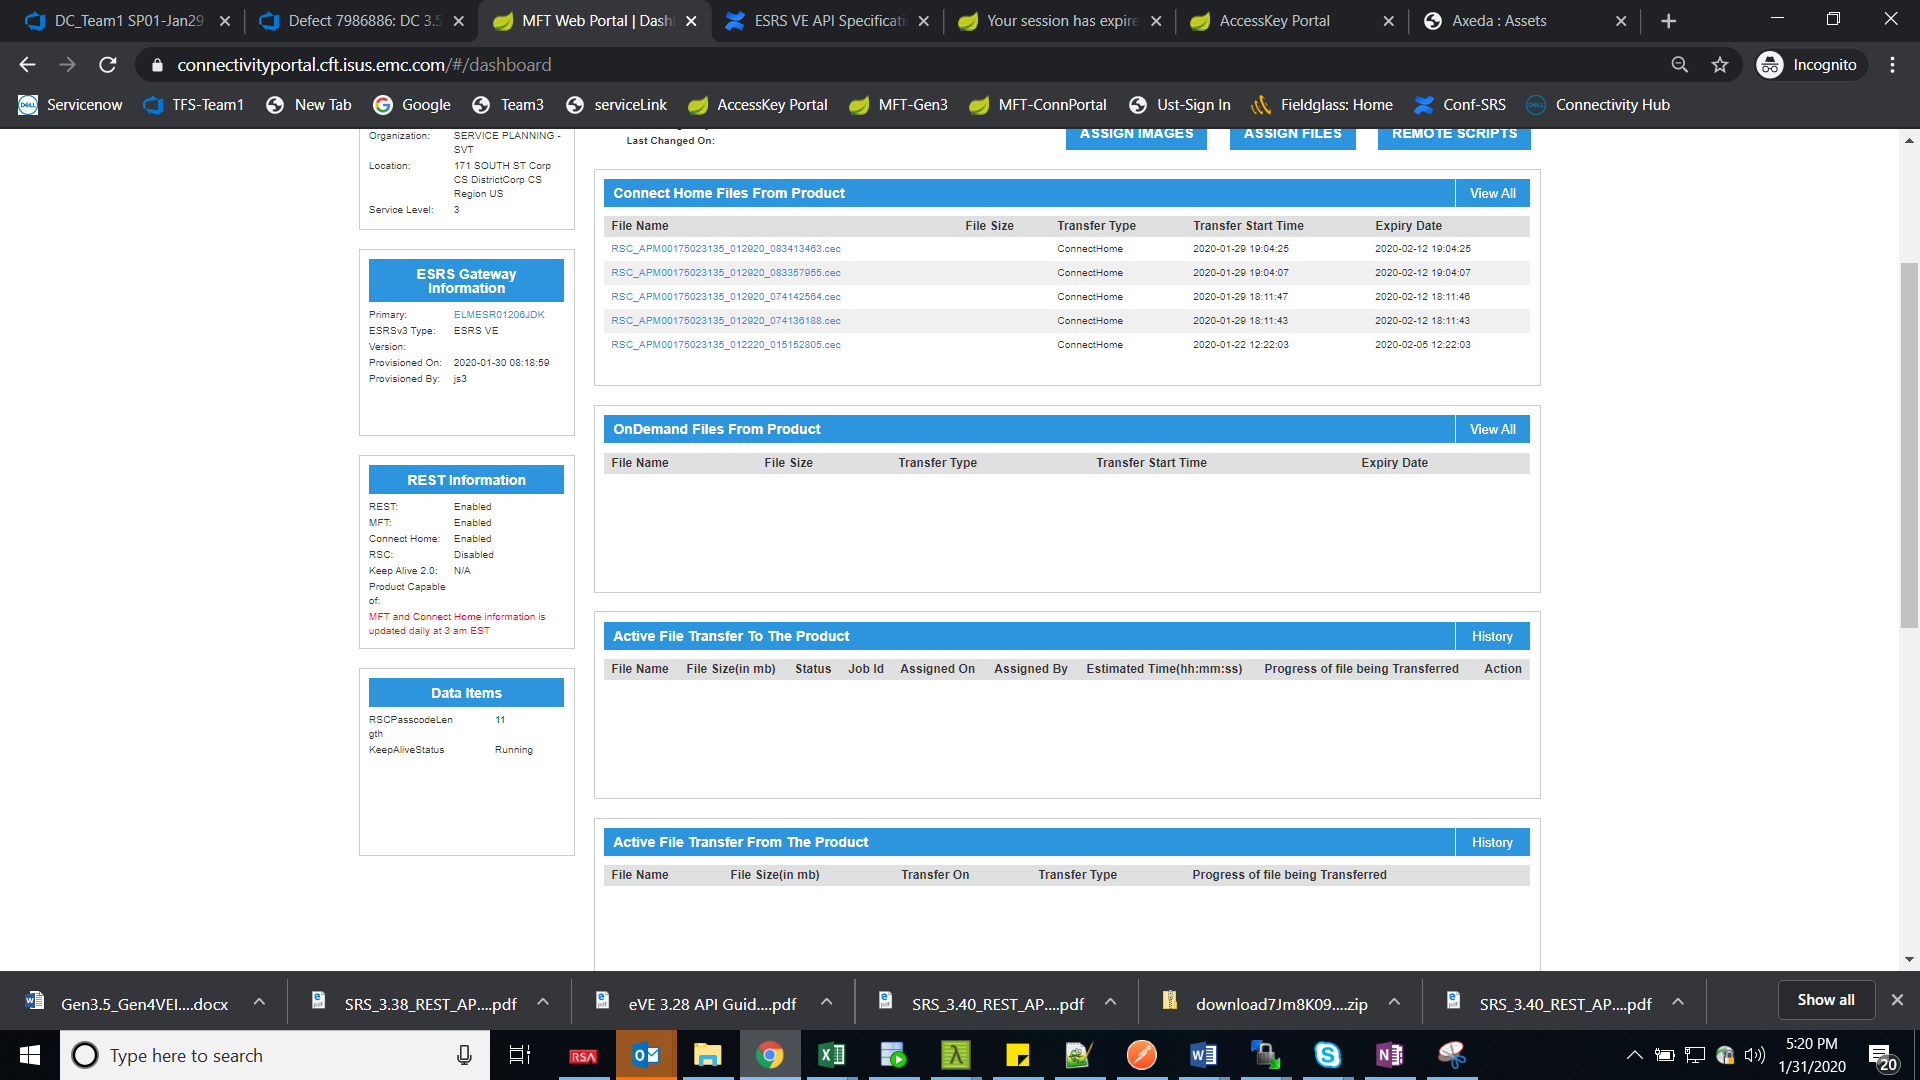 DC_Team1 SP01-Jan29
Defect 7986886: DC 3.5
MFT Web Portal | Dash
ESRS VE API Specificati
Your session has expire
AccessKey Portal
Axeda : Assets
connectivityportal.cft.isus.emc.com/#/dashboard
Incognito
Servicenow
TFS-Team1
New Tab
Google
Team3
serviceLink
AccessKey Portal
MFT-Gen3
MFT-ConnPortal
Ust-Sign In
Fieldglass: Home
Conf-SRS
Connectivity Hub
Organization: SERVICE PLANNING -
SVT
Location: 171 SOUTH ST Corp
CS DistrictCorp CS
Region US
Service Level: 3
ESRS Gateway
Information
Primary: ELMESR01206JDK
ESRSv3 Type: ESRS VE
Version:
Provisioned On: 2020-01-30 08:18:59
Provisioned By: js3
REST Information
REST: Enabled
MFT: Enabled
Connect Home: Enabled
RSC: Disabled
Keep Alive 2.0: N/A
Product Capable
of:
MFT and Connect Home information is
updated daily at 3 am EST
Data Items
RSCPasscodeLen 11
gth
KeepAliveStatus Running
Last Changed On:
ASSIGN IMAGES
ASSIGN FILES
REMOTE SCRIPTS
Connect Home Files From Product View All
File Name File Size Transfer Type Transfer Start Time Expiry Date
RSC_APM00175023135_012920_083413463.cec ConnectHome 2020-01-29 19:04:25 2020-02-12 19:04:25
RSC_APM00175023135_012920_083357955.cec ConnectHome 2020-01-29 19:04:07 2020-02-12 19:04:07
RSC_APM00175023135_012920_074142564.cec ConnectHome 2020-01-29 18:11:47 2020-02-12 18:11:46
RSC_APM00175023135_012920_074136188.cec ConnectHome 2020-01-29 18:11:43 2020-02-12 18:11:43
RSC_APM00175023135_012220_015152805.cec ConnectHome 2020-01-22 12:22:03 2020-02-05 12:22:03
OnDemand Files From Product View All
File Name File Size Transfer Type Transfer Start Time Expiry Date
Active File Transfer To The Product History
File Name File Size(in mb) Status Job Id Assigned On Assigned By Estimated Time(hh:mm:ss) Progress of file being Transferred Action
Active File Transfer From The Product History
File Name File Size(in mb) Transfer On Transfer Type Progress of file being Transferred
Gen3.5_Gen4VEI....docx
SRS_3.38_REST_AP....pdf
eVE 3.28 API Guid....pdf
SRS_3.40_REST_AP....pdf
download7Jm8K09....zip
SRS_3.40_REST_AP....pdf
Show all
Type here to search
RSA
5:20 PM
1/31/2020
20